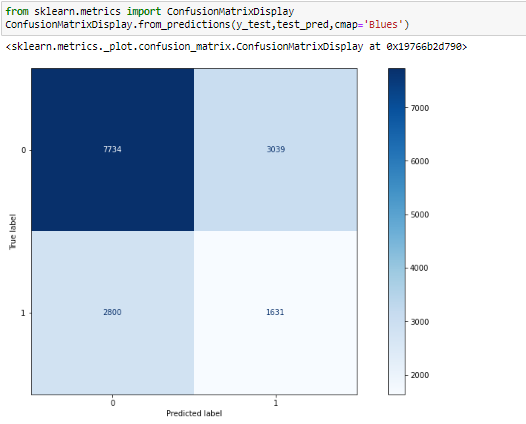 from sklearn.metrics import ConfusionMatrixDisplay
ConfusionMatrixDisplay.from_predictions(y_test,test_pred,cmap='Blues')
<sklearn.metrics._plot.confusion_matrix.ConfusionMatrixDisplay at 0x19766b2d790>
7734 3039
2800 1631
0
1
True label
0 1
Predicted label
7000
6000
5000
4000
3000
2000